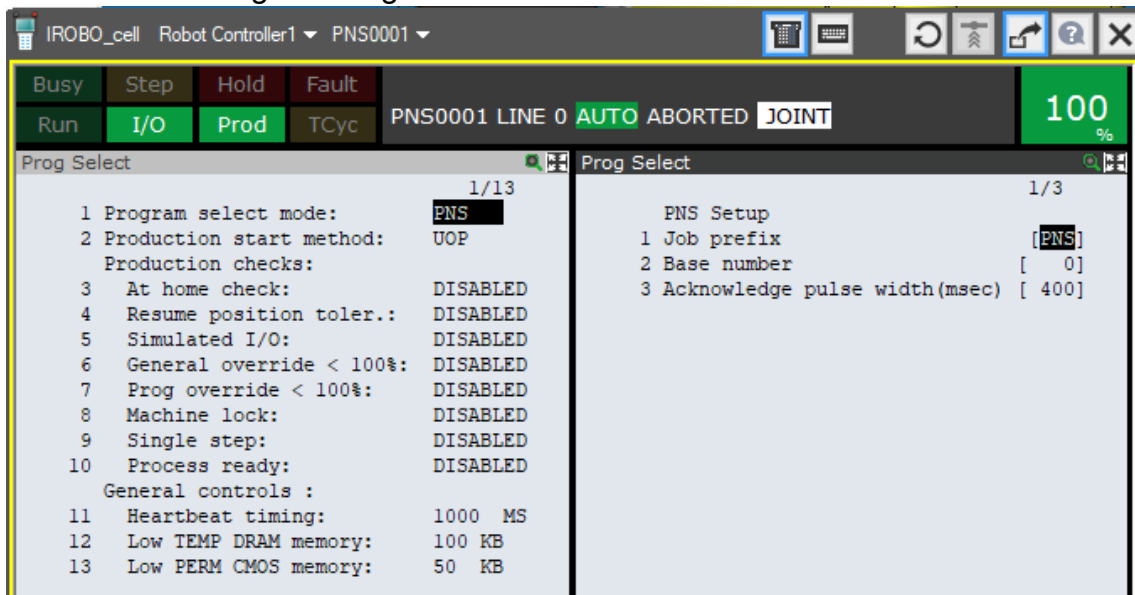 IROBO_cell Robot Controller1 PNS0001
Busy Step Hold Fault
Run I/O Prod TCyc
PNS0001 LINE 0 AUTO ABORTED JOINT
100
%
Prog Select
1/13
1 Program select mode: PNS
2 Production start method: UOP
Production checks:
3 At home check: DISABLED
4 Resume position toler.: DISABLED
5 Simulated I/O: DISABLED
6 General override < 100%: DISABLED
7 Prog override < 100%: DISABLED
8 Machine lock: DISABLED
9 Single step: DISABLED
10 Process ready: DISABLED
General controls :
11 Heartbeat timing: 1000 MS
12 Low TEMP DRAM memory: 100 KB
13 Low PERM CMOS memory: 50 KB
Prog Select
1/3
PNS Setup
1 Job prefix [PNS]
2 Base number [ 0]
3 Acknowledge pulse width(msec) [ 400]